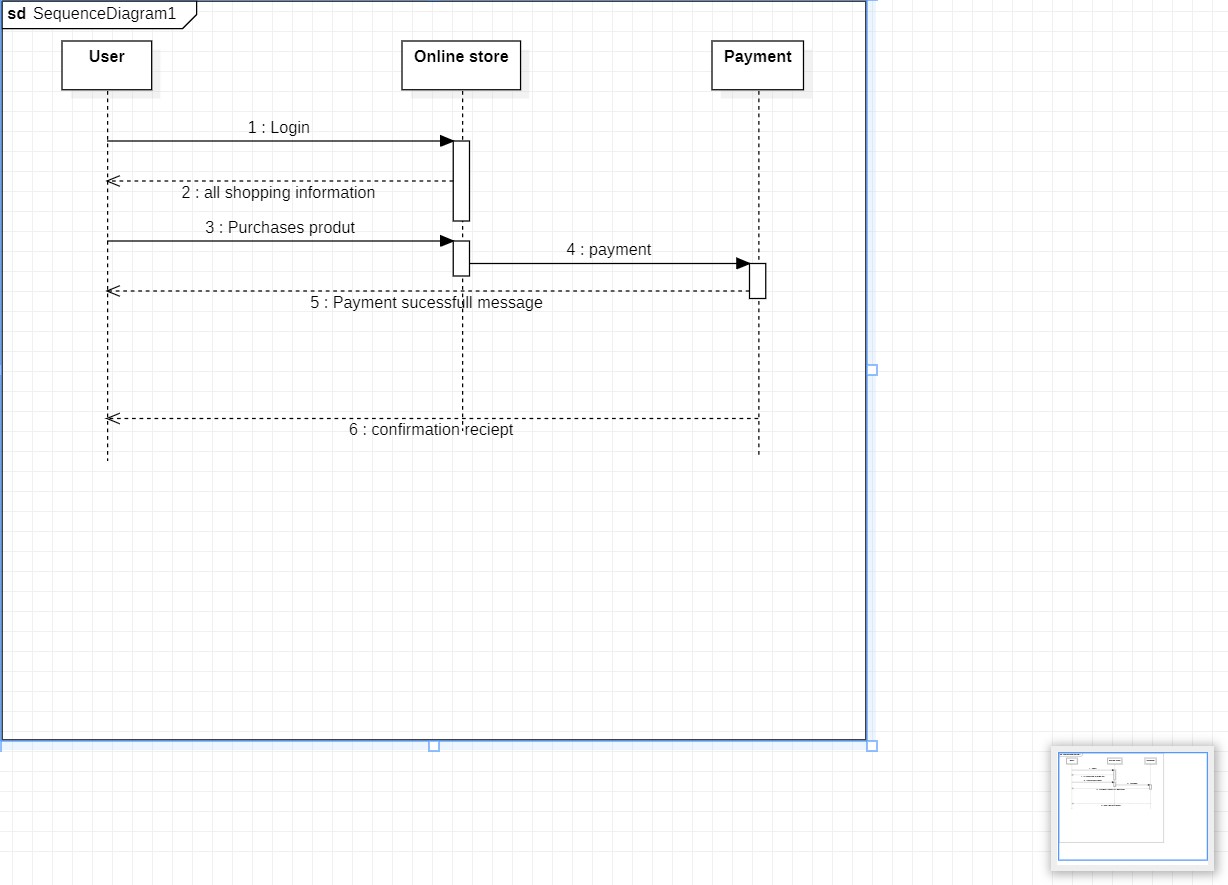 sd SequenceDiagram1
User
Online store
Payment
1 : Login
2 : all shopping information
3 : Purchases produt
4 : payment
5 : Payment sucessfull message
6 : confirmation reciept